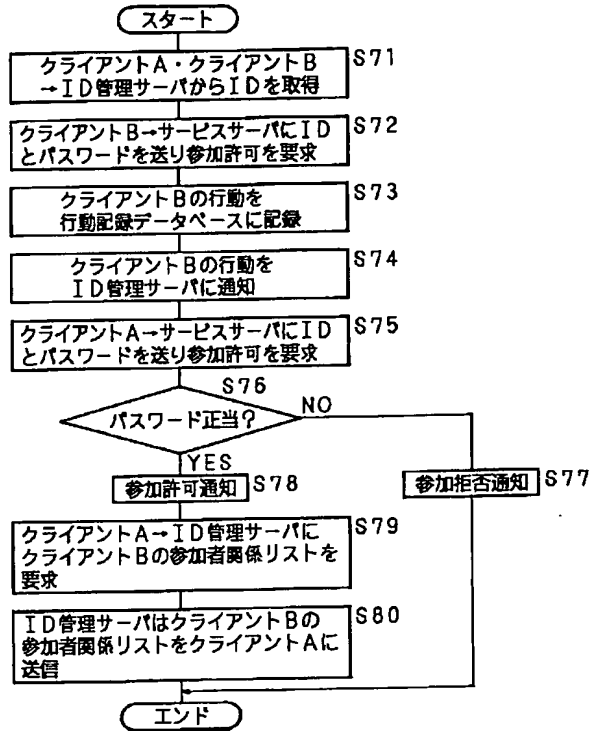 スタート
クライアントA・クライアントB S71
→ID管理サーバからIDを取得
クライアントB→サービスサーバにID S72
とパスワードを送り参加許可を要求
クライアントBの行動を S73
行動記録データベースに記録
クライアントBの行動を S74
ID管理サーバに通知
クライアントA→サービスサーバにID S75
とパスワードを送り参加許可を要求
S76
パスワード正当? NO
YES
参加許可通知 S78 参加拒否通知 S77
クライアントA→ID管理サーバに S79
クライアントBの参加者関係リストを
要求
ID管理サーバはクライアントBの S80
参加者関係リストをクライアントAに
送信
エンド